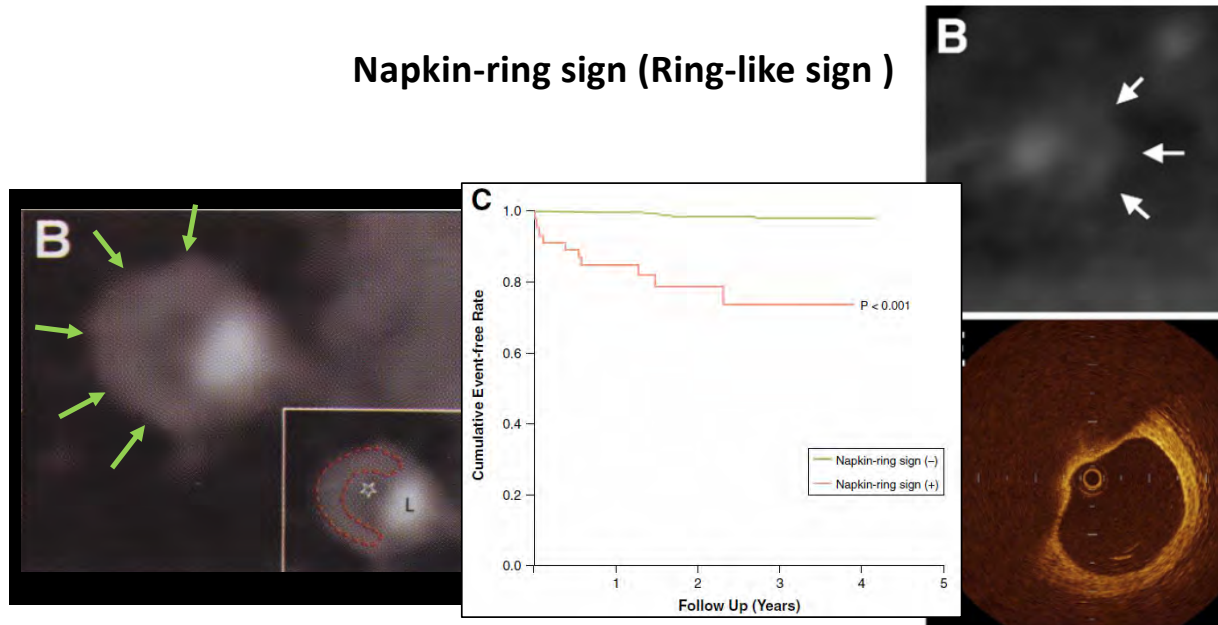 Napkin-ring sign (Ring-like sign )
B
B
L
C
Cumulative Event-free Rate
1.0
0.8
0.6
0.4
0.2
0.0
1 2 3 4 5
Follow Up (Years)
P < 0.001
Napkin-ring sign (–)
Napkin-ring sign (+)